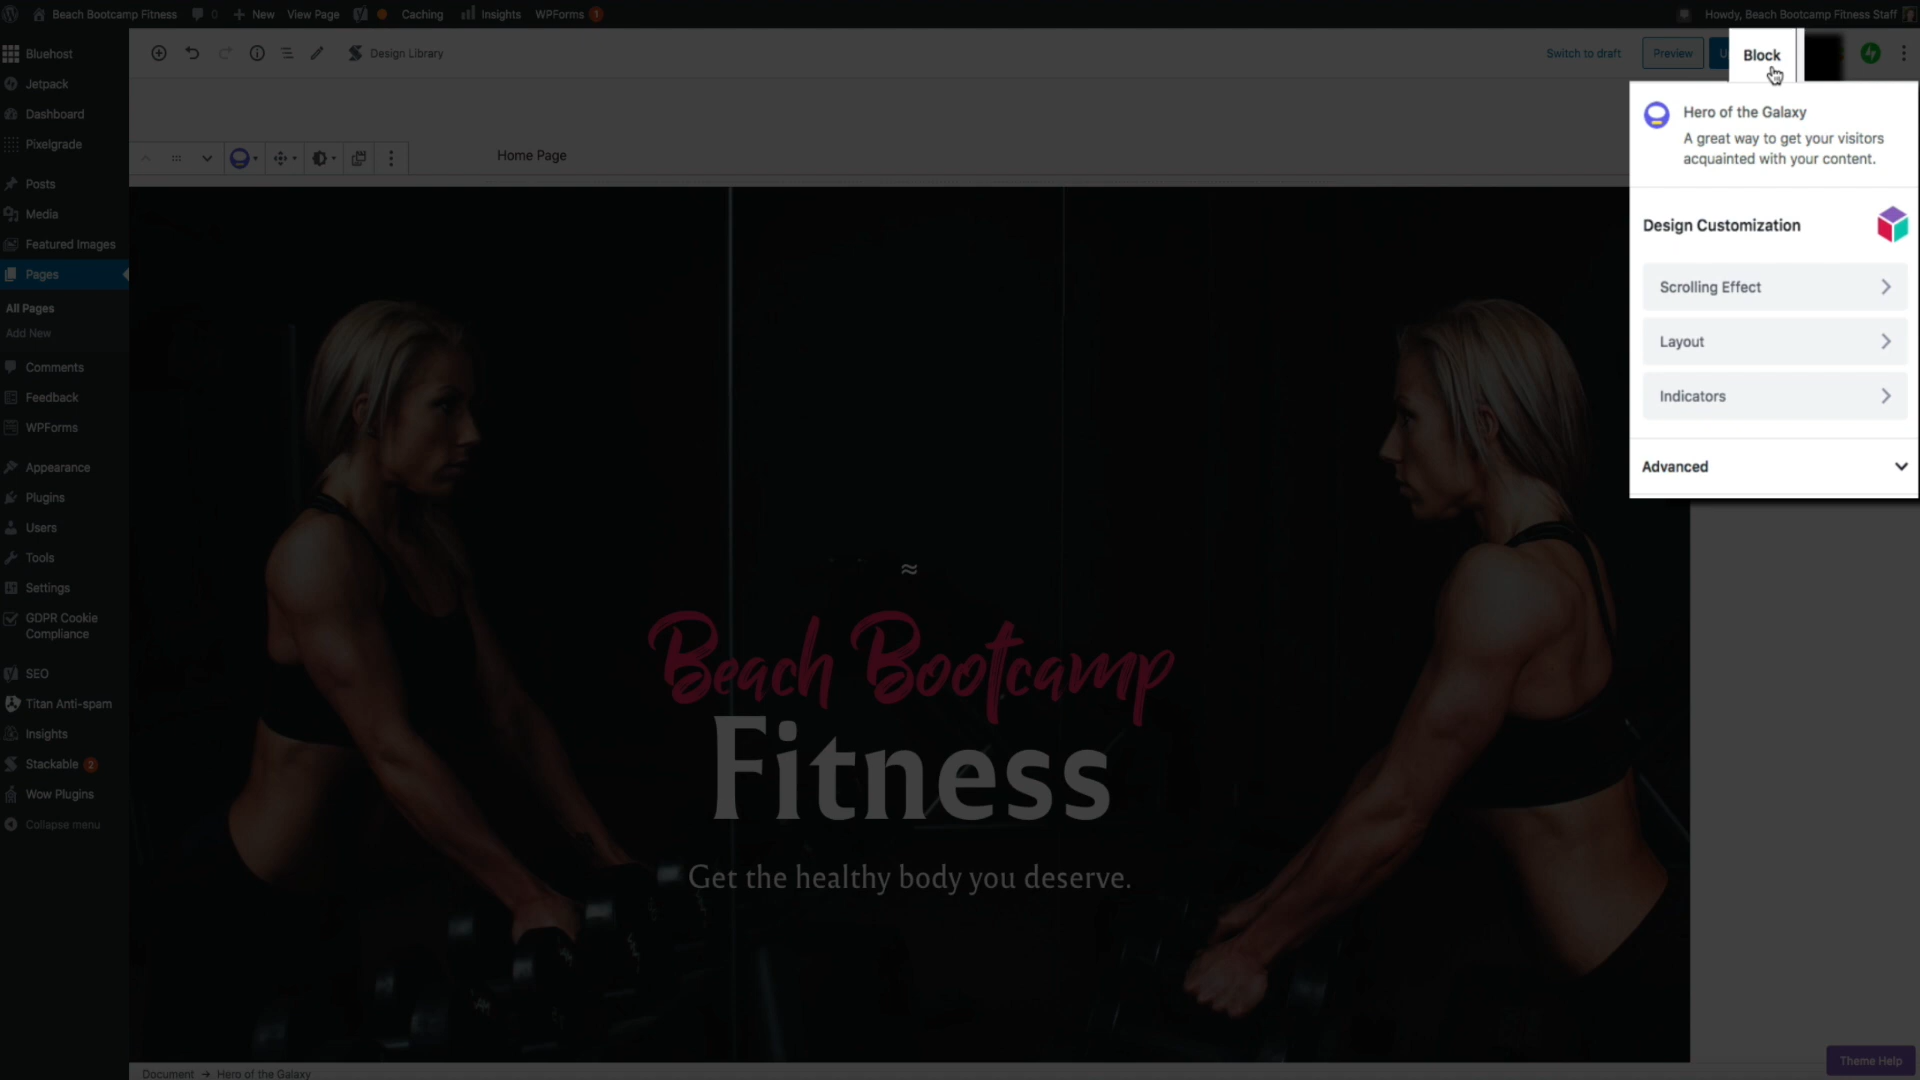 Beach Bootcamp Fitness
0
New
View Page
Caching
Insights
WPForms 1
Howdy, Beach Bootcamp Fitness Staff
Bluehost
Jetpack
Dashboard
Pixelgrade
Posts
Media
Featured Images
Pages
All Pages
Add New
Comments
Feedback
WPForms
Appearance
Plugins
Users
Tools
Settings
GDPR Cookie
Compliance
SEO
Titan Anti-spam
Insights
Stackable 2
Wow Plugins
Collapse menu
Design Library
Switch to draft
Preview
Block
Home Page
Hero of the Galaxy
A great way to get your visitors
acquainted with your content.
Design Customization
Scrolling Effect
Layout
Indicators
Advanced
≈
Beach Bootcamp
Fitness
Get the healthy body you deserve.
Document → Hero of the Galaxy
Theme Help